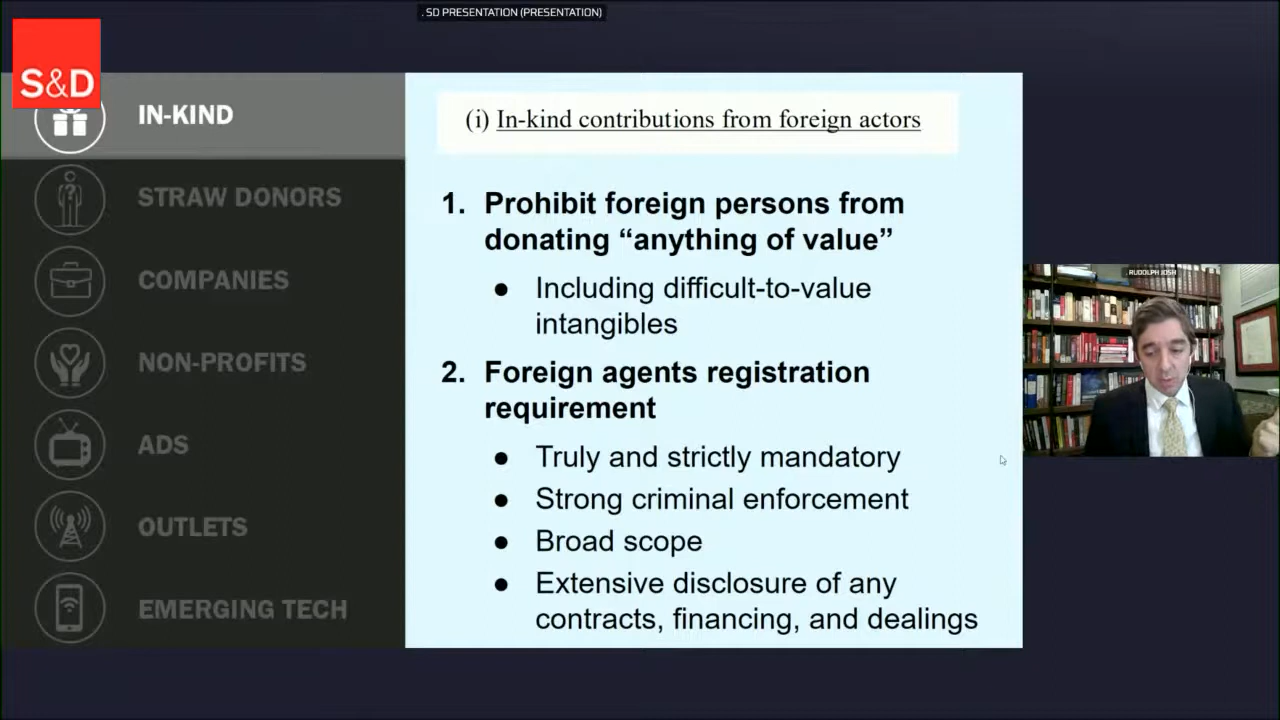 . SD PRESENTATION (PRESENTATION)
S&D
IN-KIND
STRAW DONORS
COMPANIES
NON-PROFITS
ADS
OUTLETS
EMERGING TECH
(i) In-kind contributions from foreign actors
1. Prohibit foreign persons from
donating “anything of value”
● Including difficult-to-value
intangibles
2. Foreign agents registration
requirement
● Truly and strictly mandatory
● Strong criminal enforcement
● Broad scope
● Extensive disclosure of any
contracts, financing, and dealings
RUDOLPH JOSH